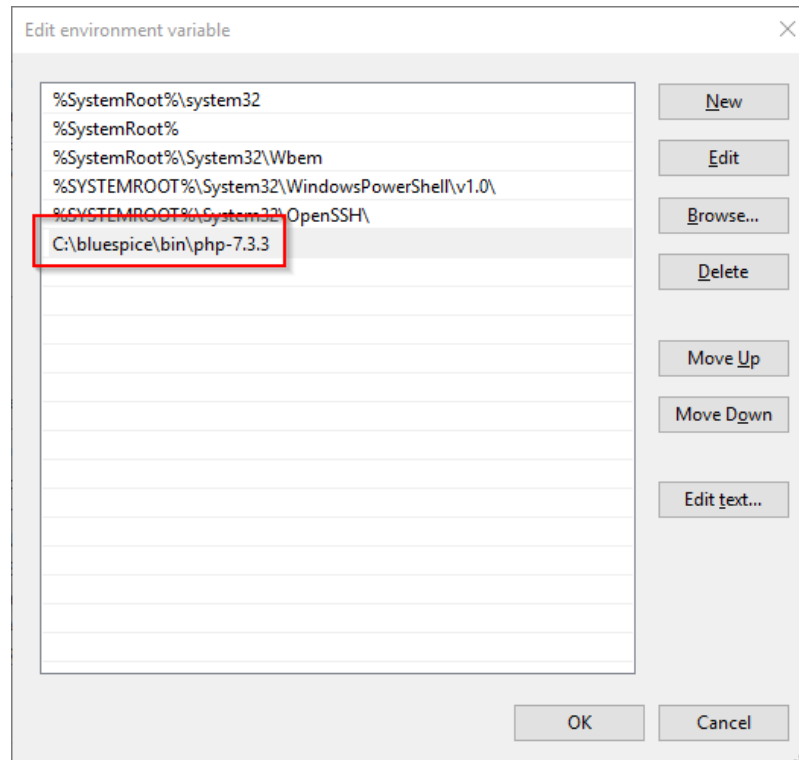 Edit environment variable
%SystemRoot%\system32
%SystemRoot%
%SystemRoot%\System32\Wbem
%SYSTEMROOT%\System32\WindowsPowerShell\v1.0\
%SYSTEMROOT%\System32\OpenSSH\
C:\bluespice\bin\php-7.3.3
New
Edit
Browse...
Delete
Move Up
Move Down
Edit text...
OK
Cancel